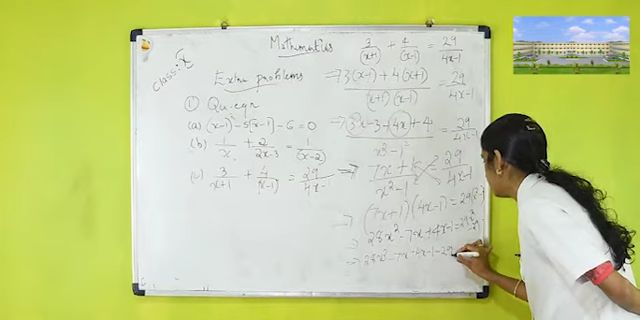 Mathematics
Class: X
Extra problems
① Qu-eqn
(a) (x-1)² - 5(x-1) - 6 = 0
(b) 1/x + 2/2x-3 = 1/(x-2)
(c) 3/x+1 + 4/(x-1) = 29/4x-1
3/(x+1) + 4/(x-1) = 29/4x-1
⇒ 3(x-1) + 4(x+1) / (x+1)(x-1) = 29/4x-1
⇒ 3x-3+4x+4 / x²-1² = 29/4x-1
⇒ 7x+1 / x²-1² = 29/4x-1
⇒ (7x+1)(4x-1) = 29(x²-1
⇒ 28x² - 7x + 4x - 1 = 29x²